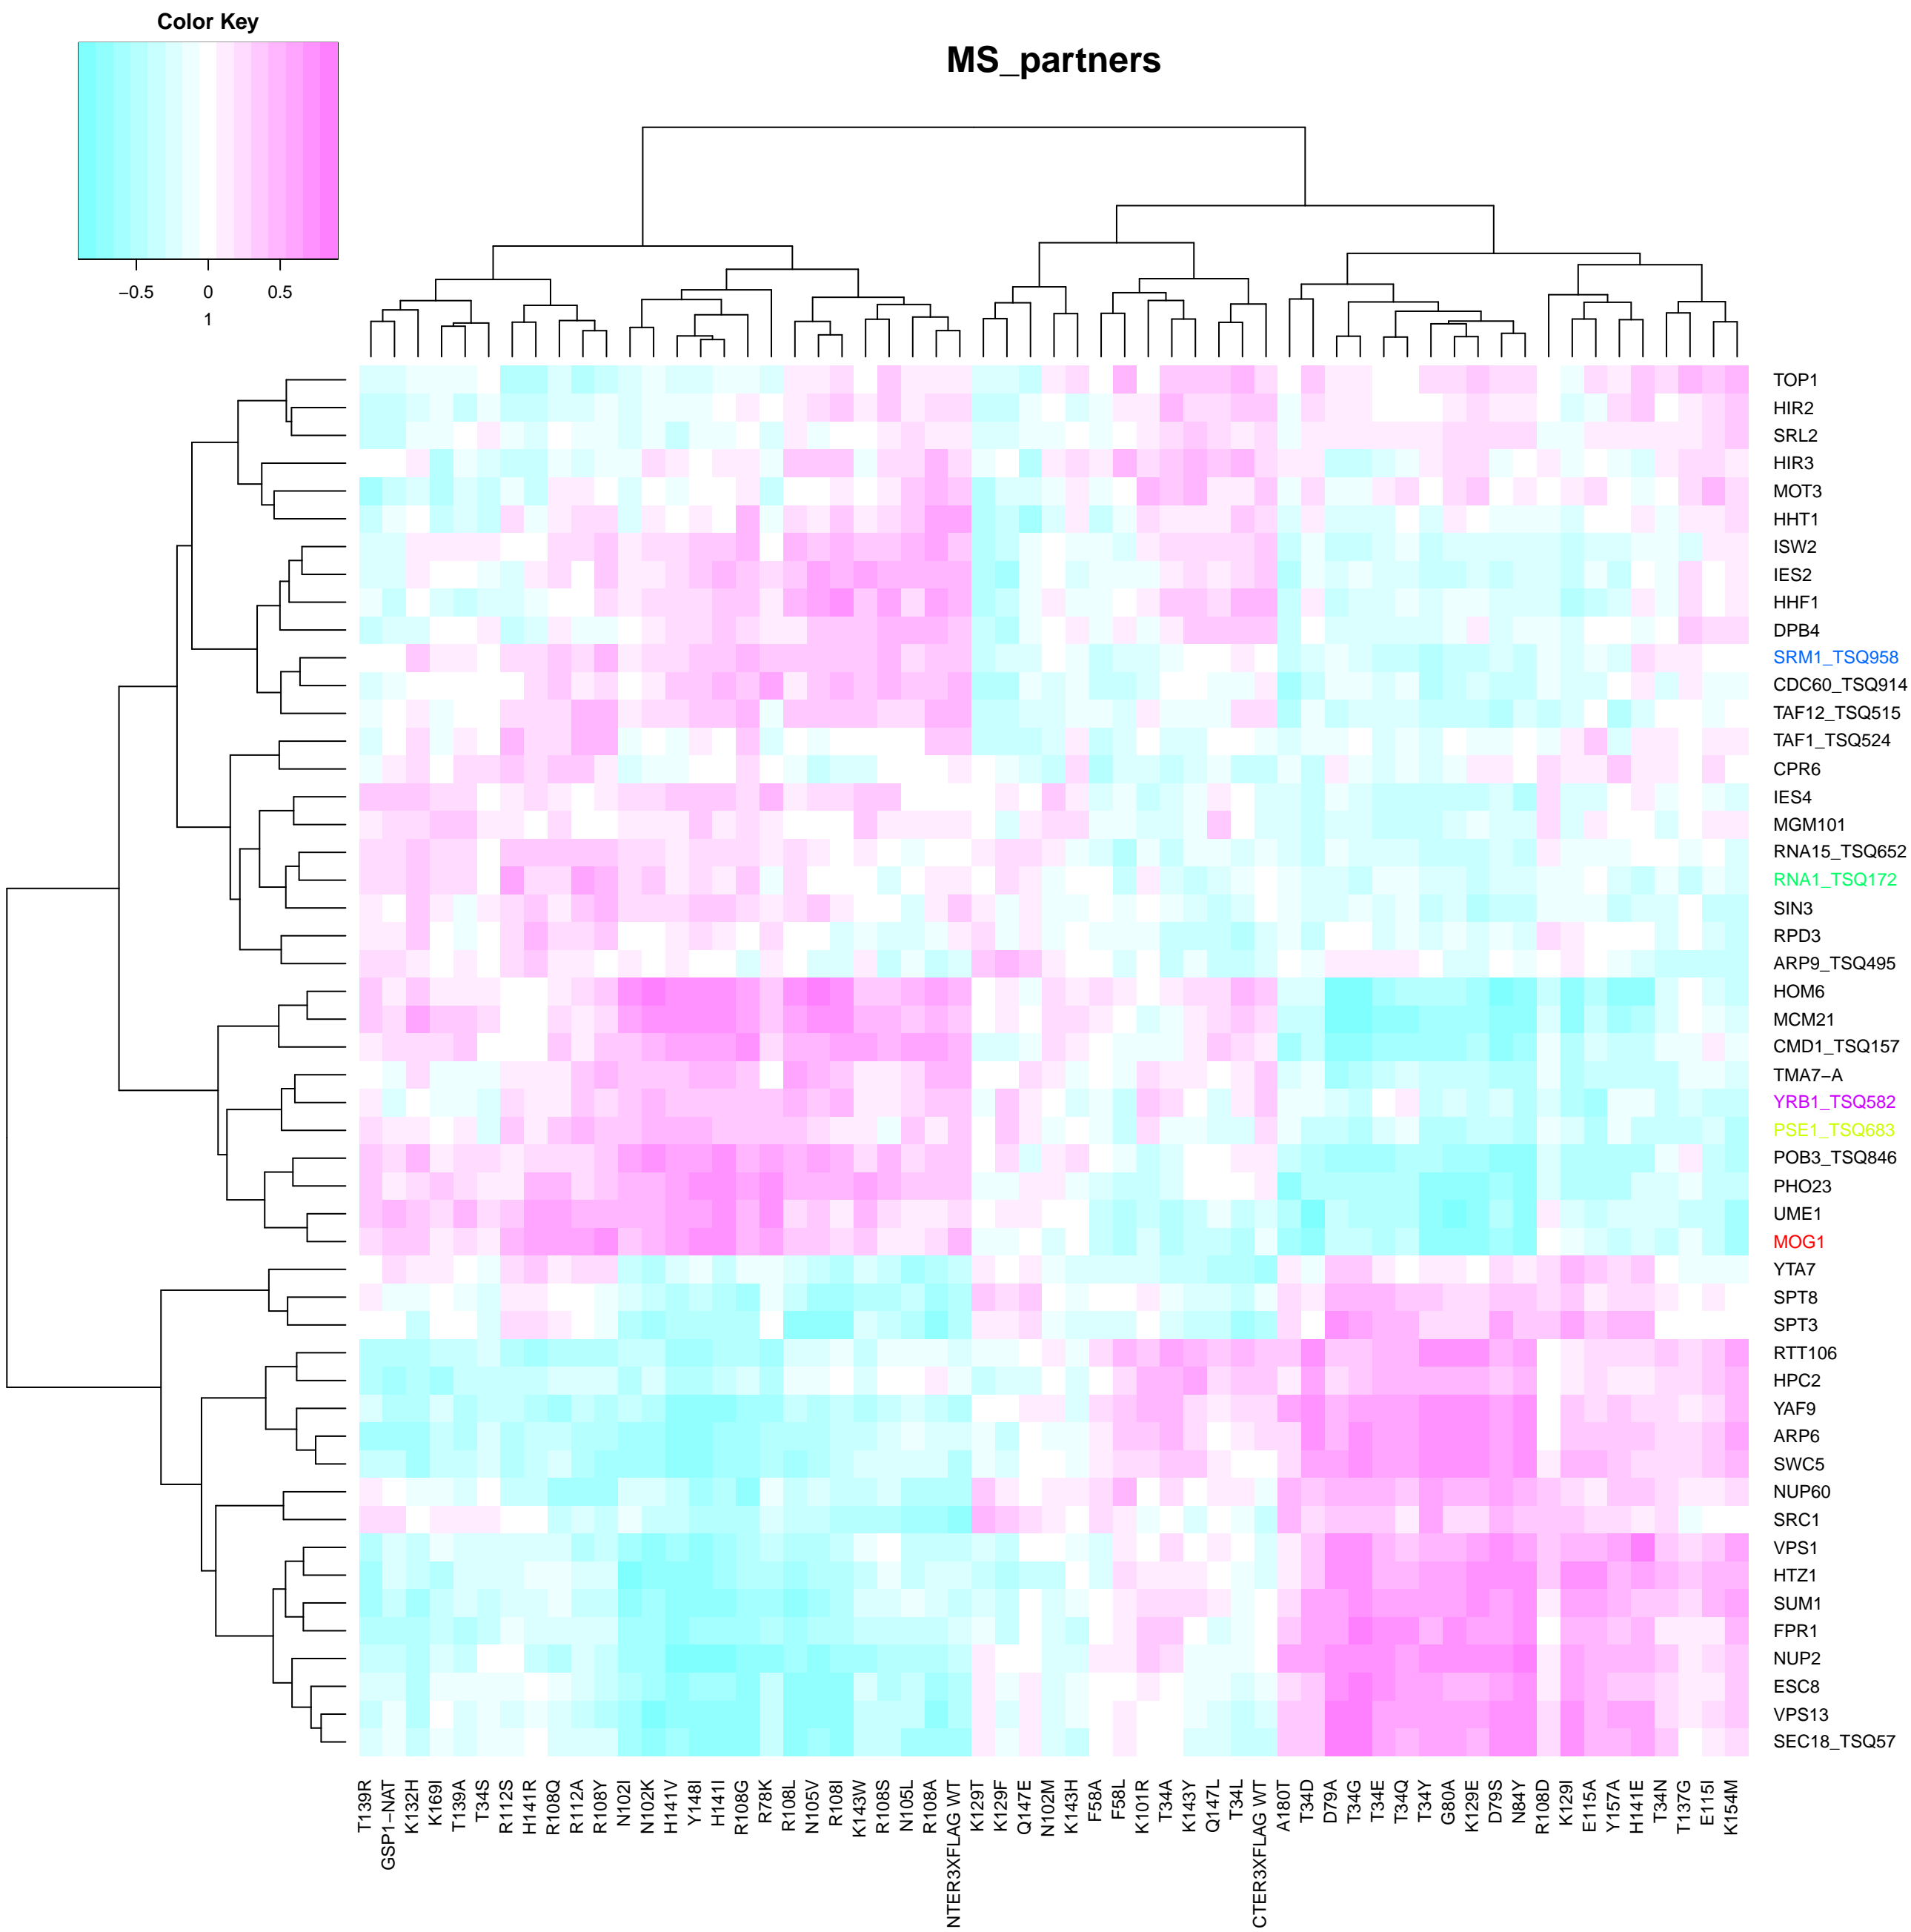 Color Key
MS_partners
−0.5 0 0.5
1
TOP1
HIR2
SRL2
HIR3
MOT3
HHT1
ISW2
IES2
HHF1
DPB4
SRM1_TSQ958
CDC60_TSQ914
TAF12_TSQ515
TAF1_TSQ524
CPR6
IES4
MGM101
RNA15_TSQ652
RNA1_TSQ172
SIN3
RPD3
ARP9_TSQ495
HOM6
MCM21
CMD1_TSQ157
TMA7−A
YRB1_TSQ582
PSE1_TSQ683
POB3_TSQ846
PHO23
UME1
MOG1
YTA7
SPT8
SPT3
RTT106
HPC2
YAF9
ARP6
SWC5
NUP60
SRC1
VPS1
HTZ1
SUM1
FPR1
NUP2
ESC8
VPS13
SEC18_TSQ57
T139R
GSP1−NAT
K132H
K169I
T139A
T34S
R112S
H141R
R108Q
R112A
R108Y
N102I
N102K
H141V
Y148I
H141I
R108G
R78K
R108L
N105V
R108I
K143W
R108S
N105L
R108A
NTER3XFLAG WT
K129T
K129F
Q147E
N102M
K143H
F58A
F58L
K101R
T34A
K143Y
Q147L
T34L
CTER3XFLAG WT
A180T
T34D
D79A
T34G
T34E
T34Q
T34Y
G80A
K129E
D79S
N84Y
R108D
K129I
E115A
Y157A
H141E
T34N
T137G
E115I
K154M